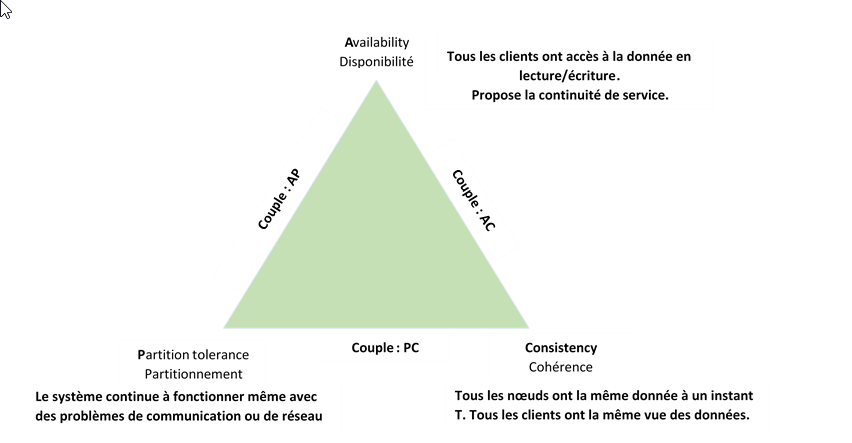 Availability
Disponibilité
Tous les clients ont accès à la donnée en
lecture/écriture.
Propose la continuité de service.
Couple : AP
Couple : AC
Couple : PC
Partition tolerance
Partitionnement
Le système continue à fonctionner même avec
des problèmes de communication ou de réseau
Consistency
Cohérence
Tous les nœuds ont la même donnée à un instant
T. Tous les clients ont la même vue des données.